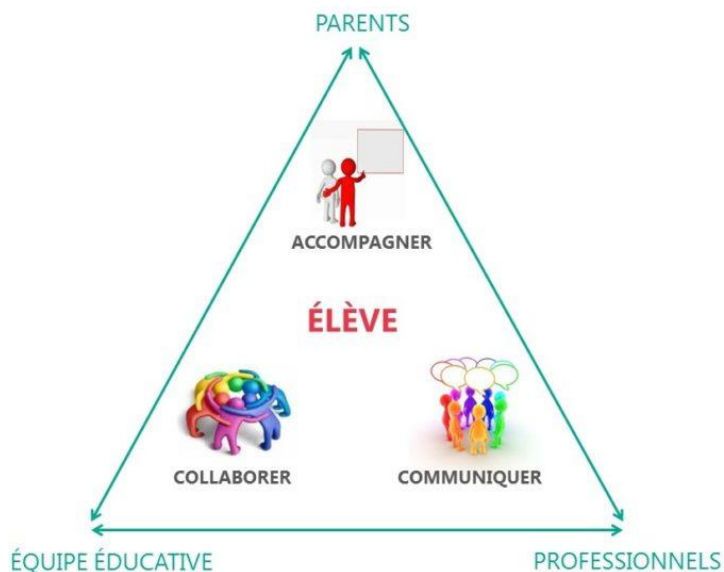 PARENTS
ACCOMPAGNER
ÉLÈVE
COLLABORER
COMMUNIQUER
ÉQUIPE ÉDUCATIVE
PROFESSIONNELS